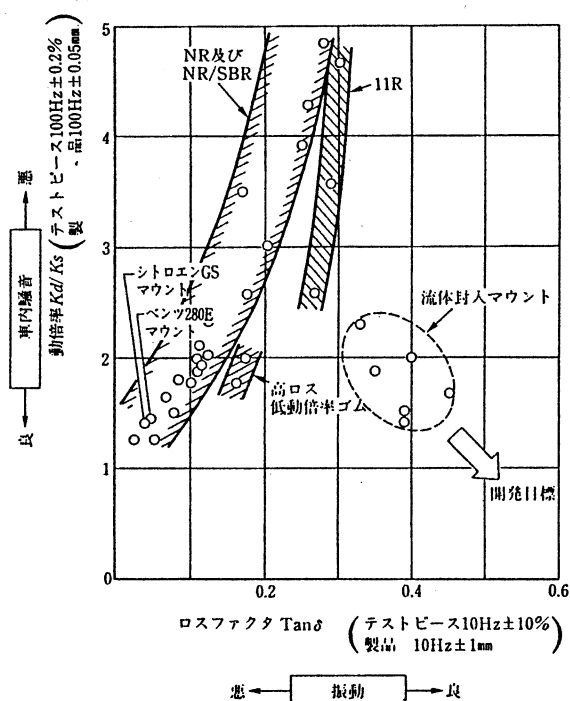 5
4
3
2
1
0
0.2
0.4
0.6
NR及び
NR/SBR
11R
シトロエンGS
マウント
ベンツ280E
マウント
流体封入マウント
高ロス
低動倍率ゴム
開発目標
悪
車内騒音
良
動倍率Kd/Ks
(テストピース100Hz±0.2%
製品100Hz±0.05mm
ロスファクタTanδ
(テストピース10Hz±10%)
製品 10Hz±1mm
悪
振動
良